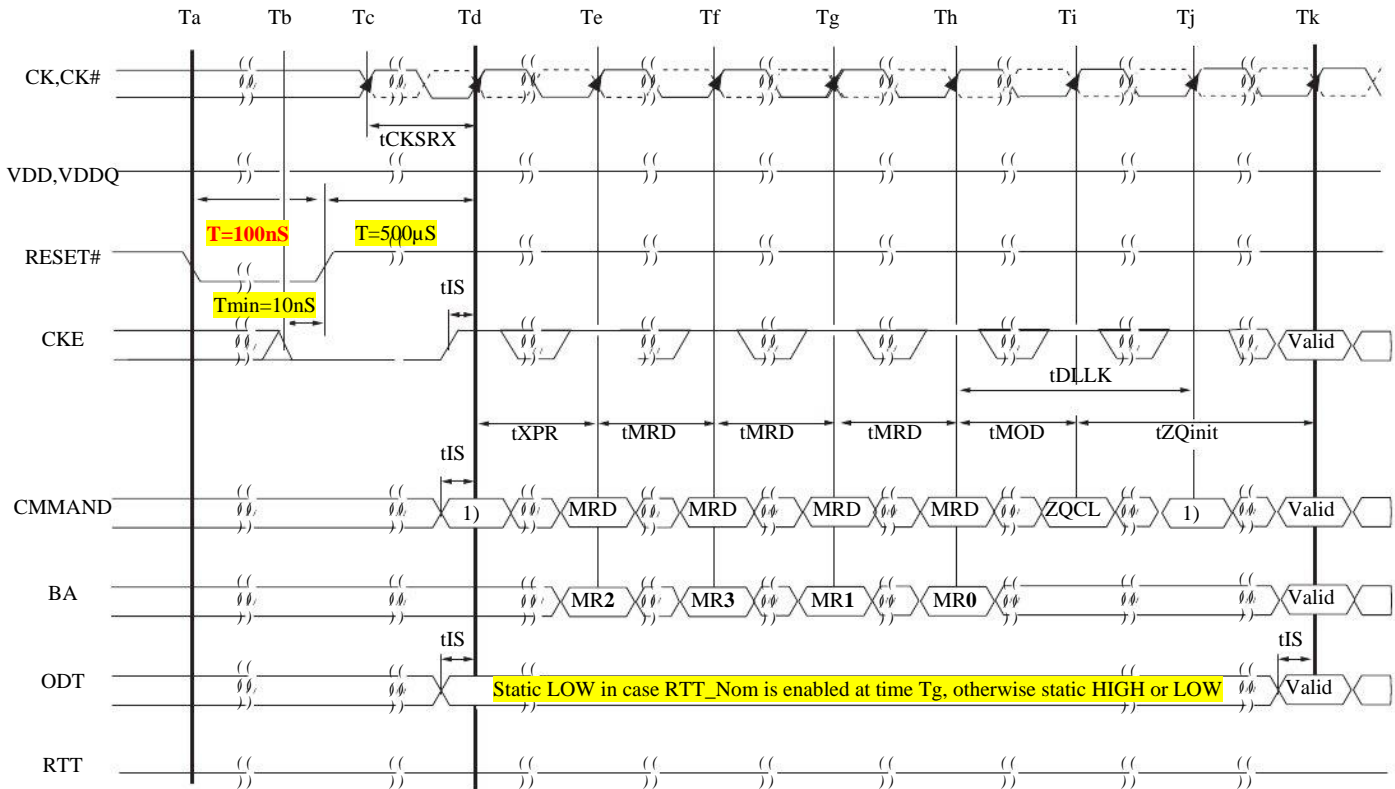 Ta Tb Tc Td Te Tf Tg Th Ti Tj Tk
CK,CK#
tCKSRX
VDD,VDDQ
T=100nS T=500µS
RESET#
Tmin=10nS tIS
CKE Valid
tDLLK
tXPR tMRD tMRD tMRD tMOD tZQinit
tIS
CMMAND 1) MRD MRD MRD MRD ZQCL 1) Valid
BA MR2 MR3 MR1 MR0 Valid
tIS tIS
ODT Static LOW in case RTT_Nom is enabled at time Tg, otherwise static HIGH or LOW Valid
RTT